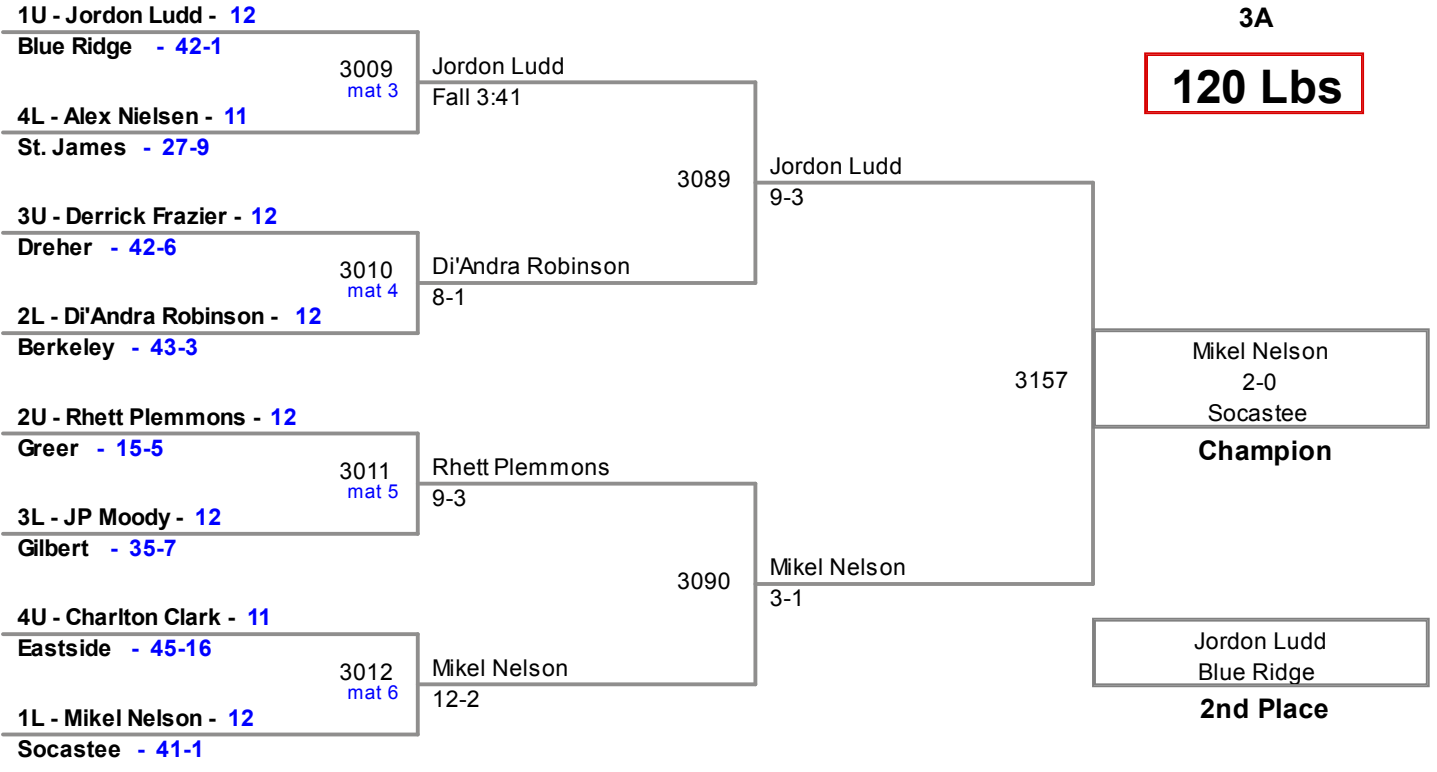 1U - Jordon Ludd - 12
Blue Ridge - 42-1
3009
mat 3
4L - Alex Nielsen - 11
St. James - 27-9
3U - Derrick Frazier - 12
Dreher - 42-6
3010
mat 4
2L - Di'Andra Robinson - 12
Berkeley - 43-3
2U - Rhett Plemmons - 12
Greer - 15-5
3011
mat 5
3L - JP Moody - 12
Gilbert - 35-7
4U - Charlton Clark - 11
Eastside - 45-16
3012
mat 6
1L - Mikel Nelson - 12
Socastee - 41-1
Jordon Ludd
Fall 3:41
3089
Di'Andra Robinson
8-1
Rhett Plemmons
9-3
3090
Mikel Nelson
12-2
Jordon Ludd
9-3
3157
Mikel Nelson
3-1
3A
120 Lbs
Mikel Nelson
2-0
Socastee
Champion
Jordon Ludd
Blue Ridge
2nd Place